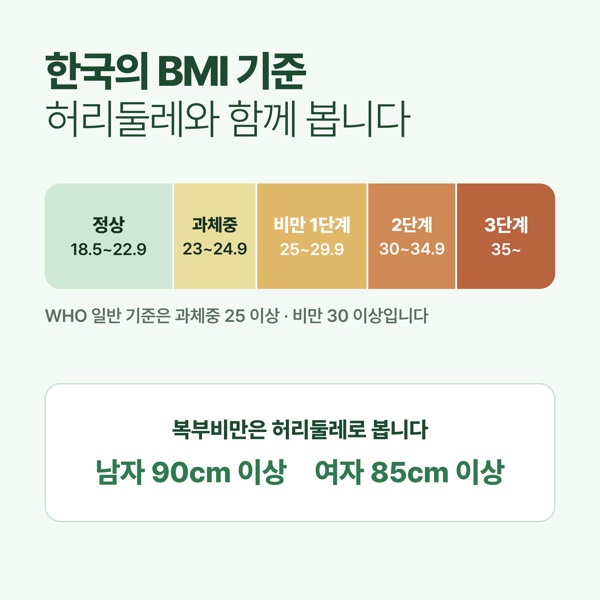 한국의 BMI 기준
허리둘레와 함께 봅니다
정상 과체중 비만 1단계 2단계 3단계
18.5~22.9 23~24.9 25~29.9 30~34.9 35~
WHO 일반 기준은 과체중 25 이상 · 비만 30 이상입니다
복부비만은 허리둘레로 봅니다
남자 90cm 이상 여자 85cm 이상